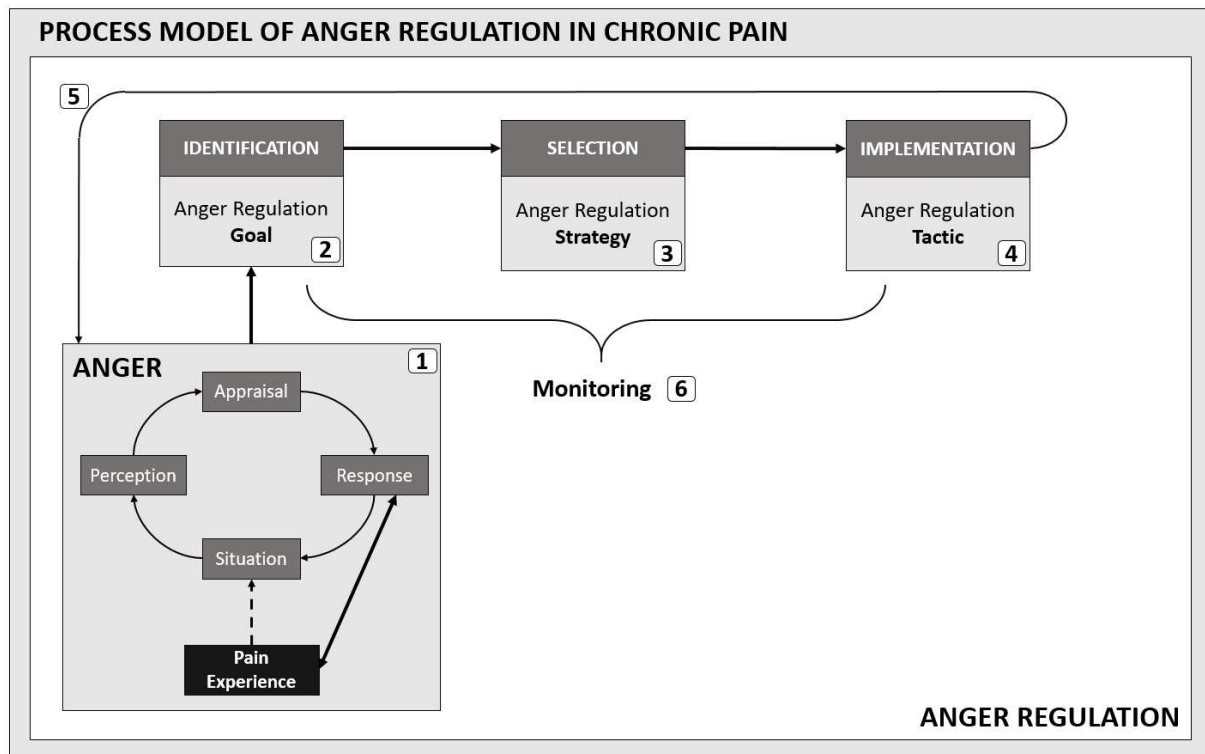 PROCESS MODEL OF ANGER REGULATION IN CHRONIC PAIN
5
IDENTIFICATION
Anger Regulation
Goal
2
SELECTION
Anger Regulation
Strategy
3
IMPLEMENTATION
Anger Regulation
Tactic
4
Monitoring 6
ANGER
1
Appraisal
Perception
Response
Situation
Pain
Experience
ANGER REGULATION